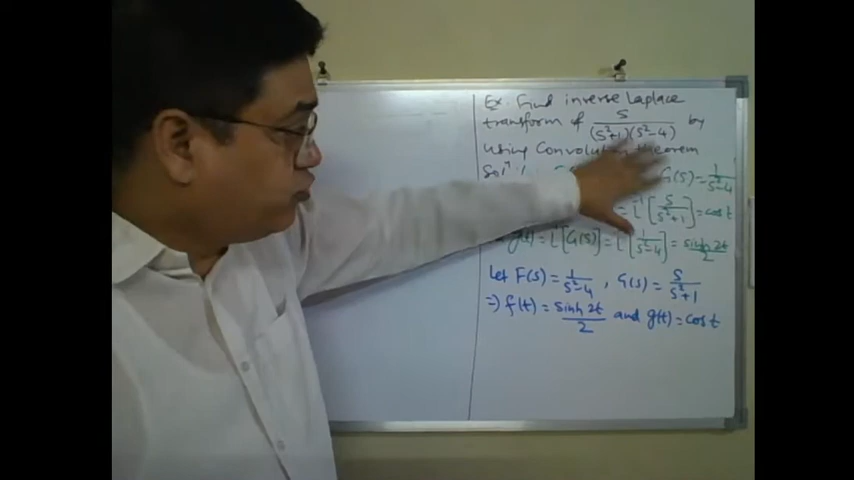 Ex. Find inverse Laplace
transform of s/(s²+1)(s²-4) by
using Convolution theorem
Solⁿ: G(s)=1/s²-4
=L⁻¹[s/s²+1]=cos t
g(t)=L⁻¹[G(s)]=L⁻¹[1/s²-4]=sinh 2t/2
Let F(s)=1/s²-4, G(s)=s/s²+1
⇒ f(t)=sinh 2t/2 and g(t)=cos t